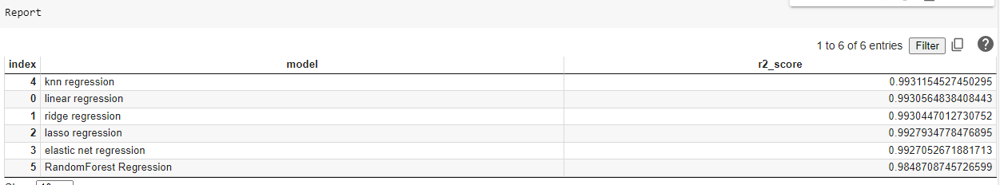 Report
1 to 6 of 6 entries Filter
index model r2_score
4 knn regression 0.9931154527450295
0 linear regression 0.9930564838408443
1 ridge regression 0.9930447012730752
2 lasso regression 0.9927934778476895
3 elastic net regression 0.9927052671881713
5 RandomForest Regression 0.9848708745726599